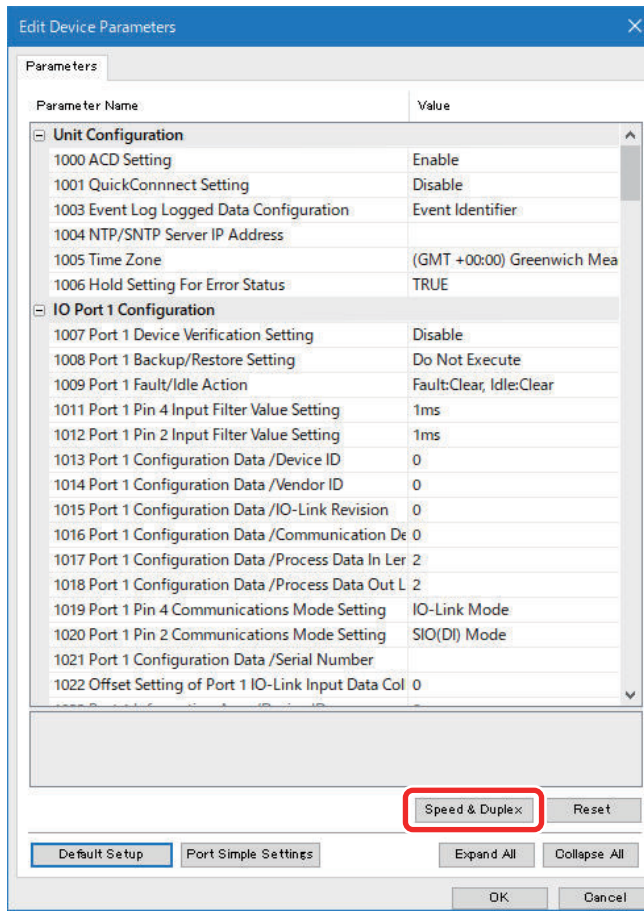 Edit Device Parameters
Parameters
Parameter Name Value
Unit Configuration
1000 ACD Setting Enable
1001 QuickConnnect Setting Disable
1003 Event Log Logged Data Configuration Event Identifier
1004 NTP/SNTP Server IP Address
1005 Time Zone (GMT +00:00) Greenwich Mea
1006 Hold Setting For Error Status TRUE
IO Port 1 Configuration
1007 Port 1 Device Verification Setting Disable
1008 Port 1 Backup/Restore Setting Do Not Execute
1009 Port 1 Fault/Idle Action Fault:Clear, Idle:Clear
1011 Port 1 Pin 4 Input Filter Value Setting 1ms
1012 Port 1 Pin 2 Input Filter Value Setting 1ms
1013 Port 1 Configuration Data /Device ID 0
1014 Port 1 Configuration Data /Vendor ID 0
1015 Port 1 Configuration Data /IO-Link Revision 0
1016 Port 1 Configuration Data /Communication De 0
1017 Port 1 Configuration Data /Process Data In Ler 2
1018 Port 1 Configuration Data /Process Data Out L 2
1019 Port 1 Pin 4 Communications Mode Setting IO-Link Mode
1020 Port 1 Pin 2 Communications Mode Setting SIO(DI) Mode
1021 Port 1 Configuration Data /Serial Number
1022 Offset Setting of Port 1 IO-Link Input Data Col 0
Speed & Duplex Reset
Default Setup Port Simple Settings Expand All Collapse All
OK Cancel